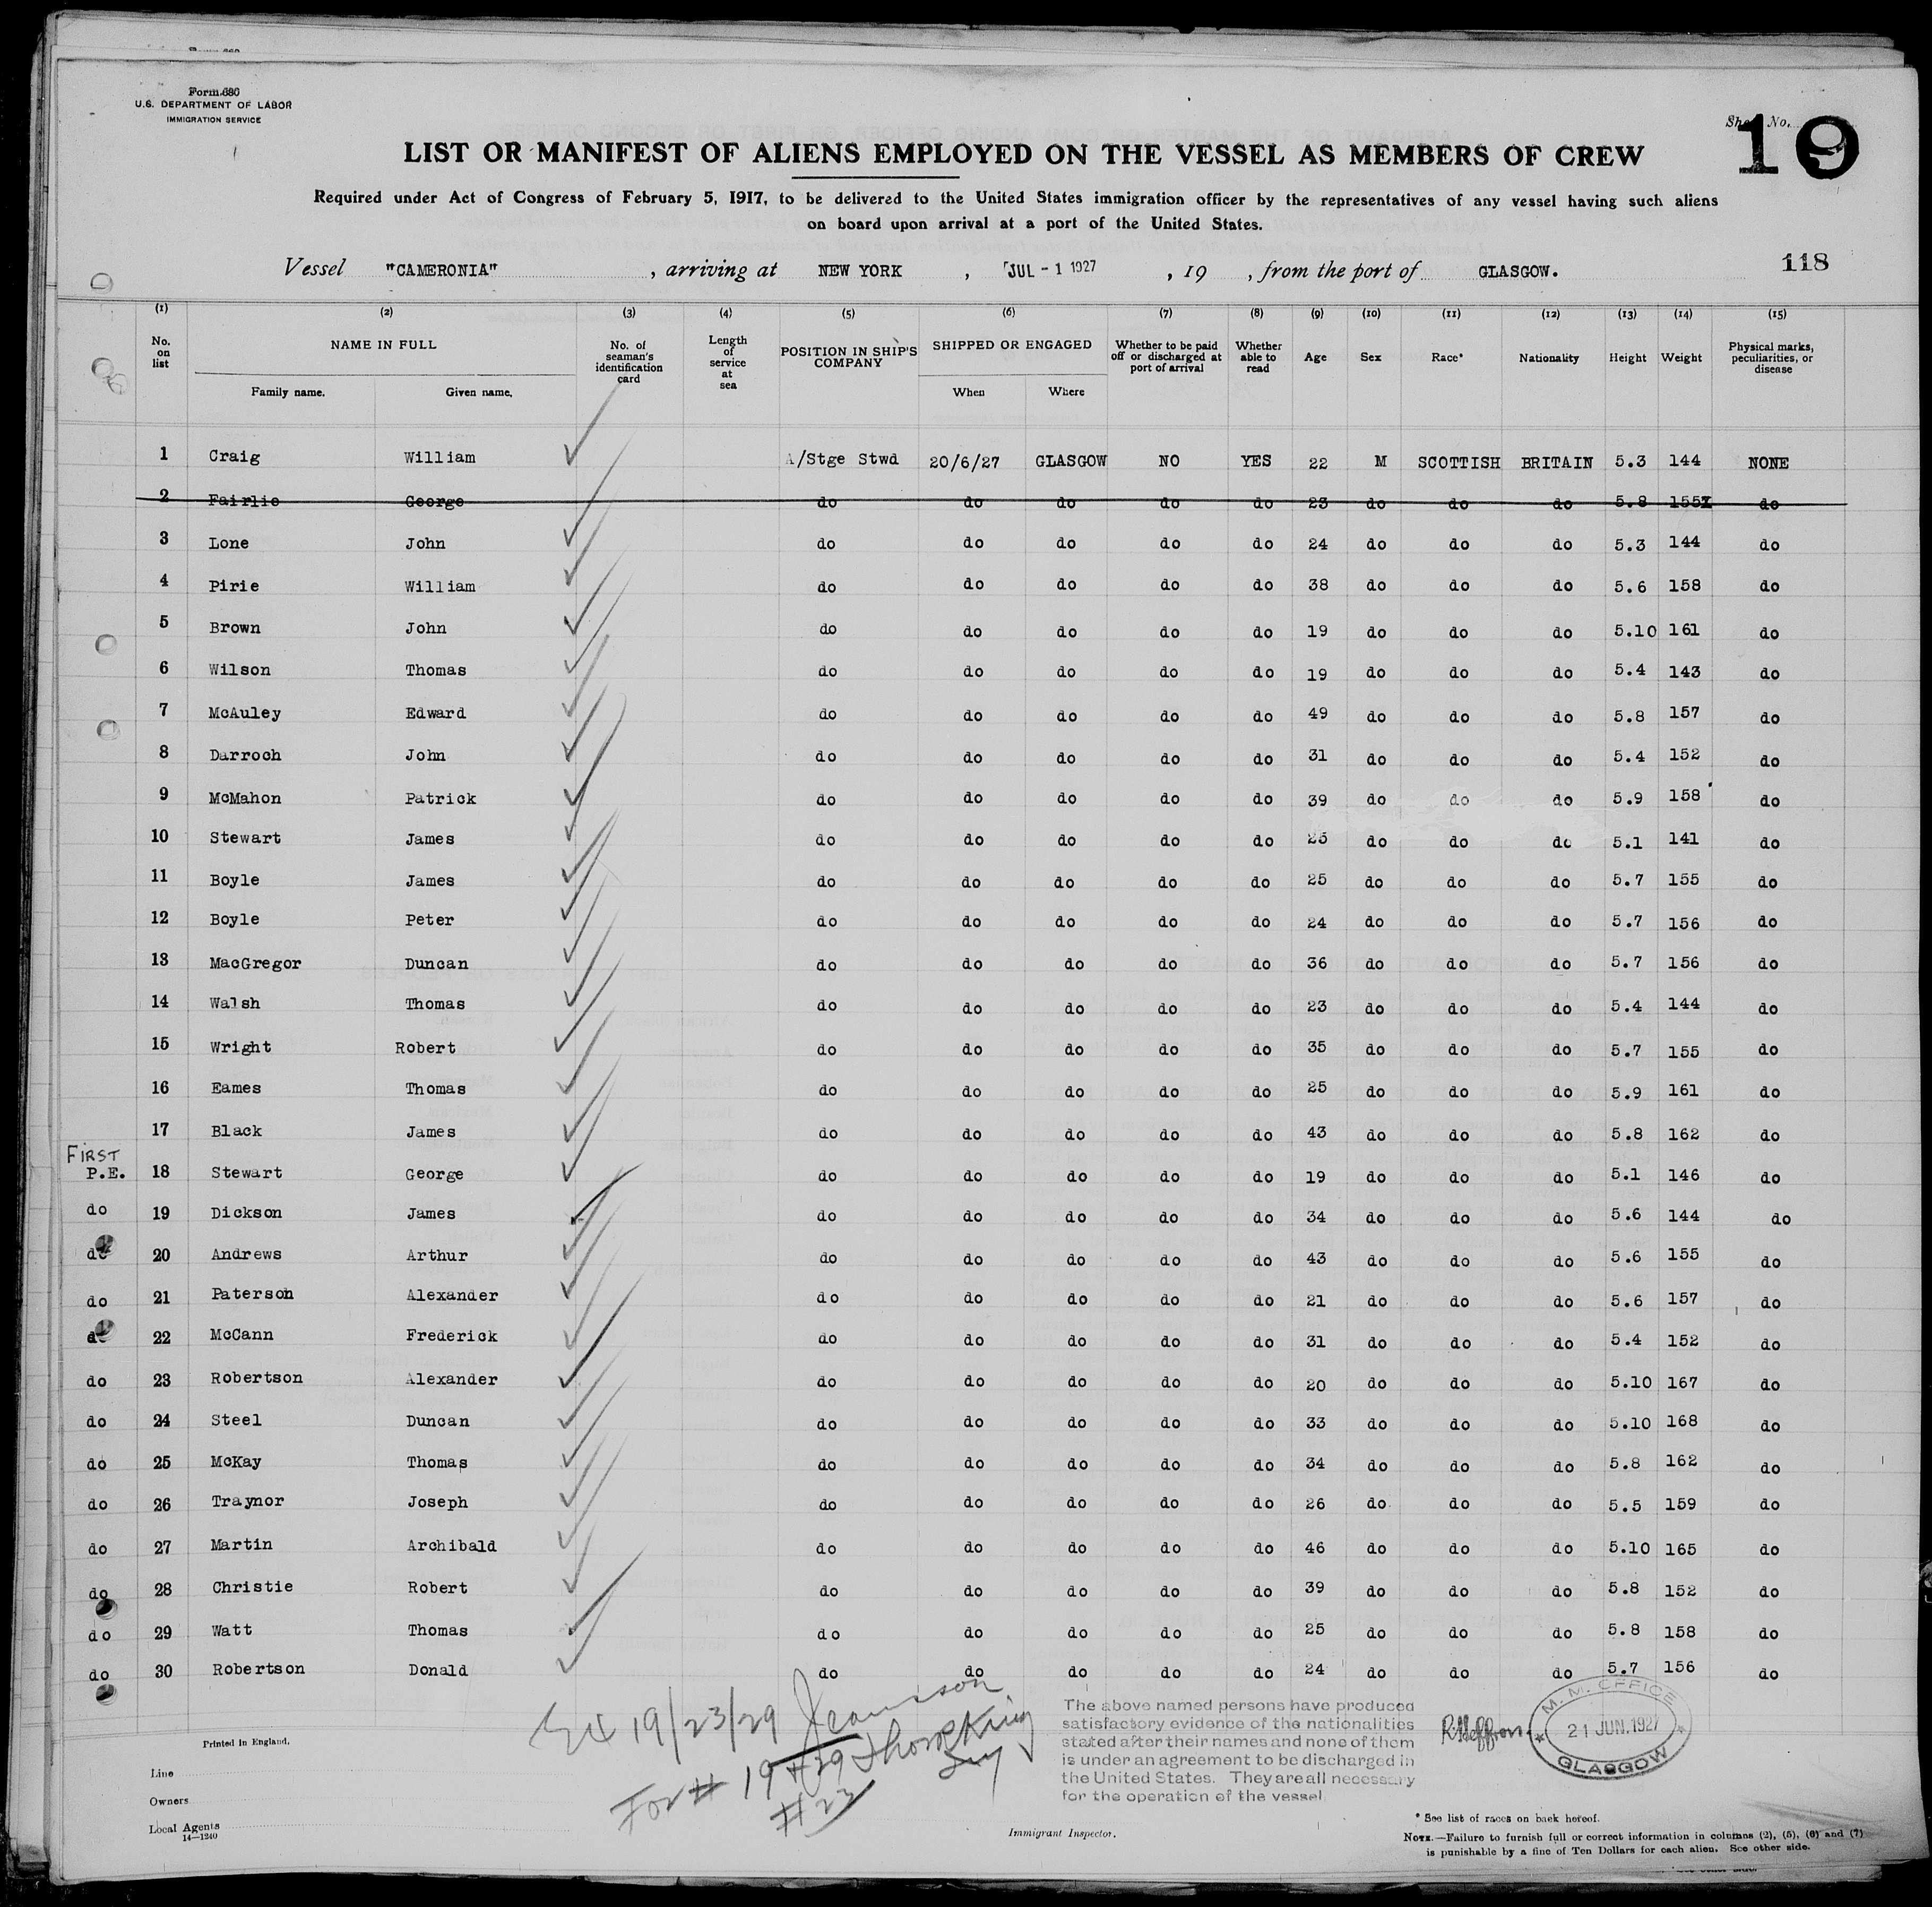 Form 686
U.S. DEPARTMENT OF LABOR
IMMIGRATION SERVICE
Sheet No.
19
LIST OR MANIFEST OF ALIENS EMPLOYED ON THE VESSEL AS MEMBERS OF CREW
Required under Act of Congress of February 5, 1917, to be delivered to the United States immigration officer by the representatives of any vessel having such aliens
on board upon arrival at a port of the United States.
Vessel "CAMERONIA", arriving at NEW YORK, JUL - 1 1927, 19 , from the port of GLASGOW. 118
(1) (2) (3) (4) (5) (6) (7) (8) (9) (10) (11) (12) (13) (14) (15)
No. on list NAME IN FULL Family name. Given name. No. of seaman's identification card Length of service at sea POSITION IN SHIP'S COMPANY SHIPPED OR ENGAGED When Where Whether to be paid off or discharged at port of arrival Whether able to read Age Sex Race* Nationality Height Weight Physical marks, peculiarities, or disease
1 Craig William A/Stge Stwd 20/6/27 GLASGOW NO YES 22 M SCOTTISH BRITAIN 5.3 144 NONE
2 Fairlie George do do do do do 23 do do do 5.8 155 do
3 Lone John do do do do do 24 do do do 5.3 144 do
4 Pirie William do do do do do 38 do do do 5.6 158 do
5 Brown John do do do do do 19 do do do 5.10 161 do
6 Wilson Thomas do do do do do 19 do do do 5.4 143 do
7 McAuley Edward do do do do do 49 do do do 5.8 157 do
8 Darroch John do do do do do 31 do do do 5.4 152 do
9 McMahon Patrick do do do do do 39 do do do 5.9 158 do
10 Stewart James do do do do do 25 do do do 5.1 141 do
11 Boyle James do do do do do 25 do do do 5.7 155 do
12 Boyle Peter do do do do do 24 do do do 5.7 156 do
13 MacGregor Duncan do do do do do 36 do do do 5.7 156 do
14 Walsh Thomas do do do do do 23 do do do 5.4 144 do
15 Wright Robert do do do do do 35 do do do 5.7 155 do
16 Eames Thomas do do do do do 25 do do do 5.9 161 do
17 Black James do do do do do 43 do do do 5.8 162 do
FIRST
P.E. 18 Stewart George do do do do do 19 do do do 5.1 146 do
do 19 Dickson James do do do do do 34 do do do 5.6 144 do
do 20 Andrews Arthur do do do do do 43 do do do 5.6 155 do
do 21 Paterson Alexander do do do do do 21 do do do 5.6 157 do
do 22 McCann Frederick do do do do do 31 do do do 5.4 152 do
do 23 Robertson Alexander do do do do do 20 do do do 5.10 167 do
do 24 Steel Duncan do do do do do 33 do do do 5.10 168 do
do 25 McKay Thomas do do do do do 34 do do do 5.8 162 do
do 26 Traynor Joseph do do do do do 26 do do do 5.5 159 do
do 27 Martin Archibald do do do do do 46 do do do 5.10 165 do
do 28 Christie Robert do do do do do 39 do do do 5.8 152 do
do 29 Watt Thomas do do do do do 25 do do do 5.8 158 do
do 30 Robertson Donald do do do do do 24 do do do 5.7 156 do
19/23/29 Jamieson
For # 19 + 29
# 23
The above named persons have produced
satisfactory evidence of the nationalities
stated after their names and none of them
is under an agreement to be discharged in
the United States. They are all necessary
for the operation of the vessel.
R. Heffron.
M. M. OFFICE
21 JUN. 1927
GLASGOW
Printed in England.
Line
Owners
Local Agents
14—1240
Immigrant Inspector.
* See list of races on back hereof.
NOTE.—Failure to furnish full or correct information in columns (2), (5), (6) and (7)
is punishable by a fine of Ten Dollars for each alien. See other side.